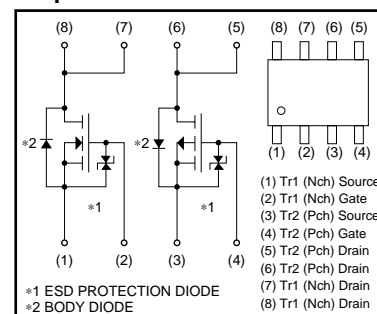 (8) (7) (6) (5)
(8) (7) (6) (5)
*2
*2
*1
*1
(1) (2) (3) (4)
(1) (2) (3) (4)
(1) Tr1 (Nch) Source
(2) Tr1 (Nch) Gate
(3) Tr2 (Pch) Source
(4) Tr2 (Pch) Gate
(5) Tr2 (Pch) Drain
(6) Tr2 (Pch) Drain
(7) Tr1 (Nch) Drain
(8) Tr1 (Nch) Drain
*1 ESD PROTECTION DIODE
*2 BODY DIODE